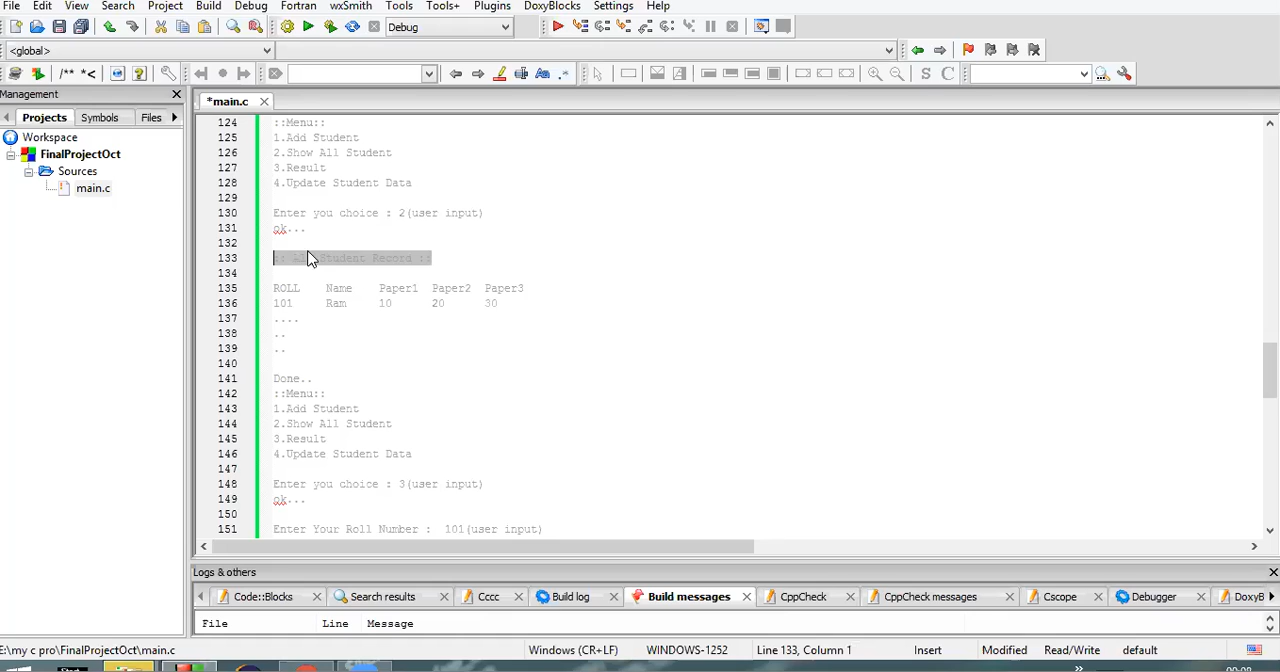 File Edit View Search Project Build Debug Fortran wxSmith Tools Tools+ Plugins DoxyBlocks Settings Help
Debug
<global>
/** *<
S C
Management
Projects Symbols Files
Workspace
FinalProjectOct
Sources
main.c
*main.c
124 ::Menu::
125 1.Add Student
126 2.Show All Student
127 3.Result
128 4.Update Student Data
129
130 Enter you choice : 2(user input)
131 ok...
132
133 :: All Student Record ::
134
135 ROLL Name Paper1 Paper2 Paper3
136 101 Ram 10 20 30
137 ....
138 ..
139 ..
140
141 Done..
142 ::Menu::
143 1.Add Student
144 2.Show All Student
145 3.Result
146 4.Update Student Data
147
148 Enter you choice : 3(user input)
149 ok...
150
151 Enter Your Roll Number : 101(user input)
Logs & others
Code::Blocks Search results Cccc Build log Build messages CppCheck CppCheck messages Cscope Debugger DoxyB
File Line Message
E:\my c pro\FinalProjectOct\main.c Windows (CR+LF) WINDOWS-1252 Line 133, Column 1 Insert Modified Read/Write default